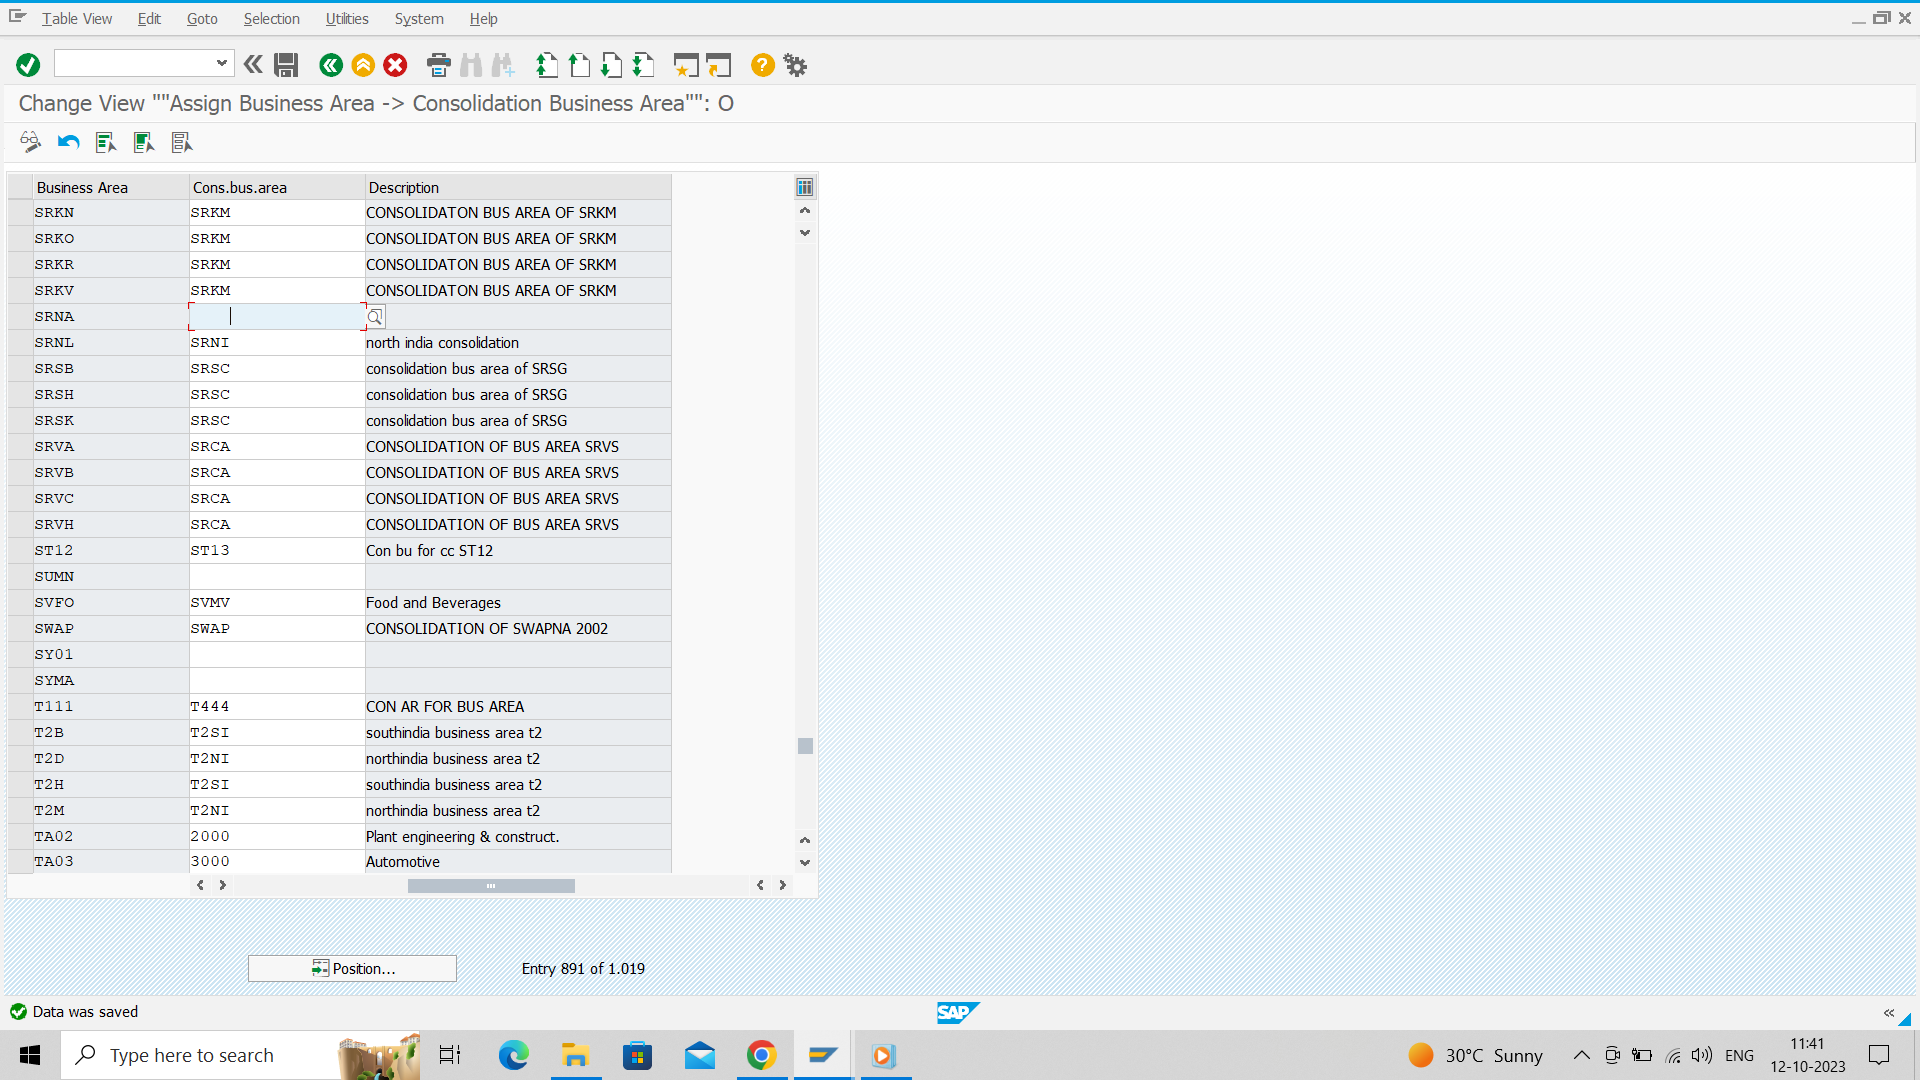 Table View Edit Goto Selection Utilities System Help
Change View ""Assign Business Area -> Consolidation Business Area"": O
Business Area Cons.bus.area Description
SRKN SRKM CONSOLIDATON BUS AREA OF SRKM
SRKO SRKM CONSOLIDATON BUS AREA OF SRKM
SRKR SRKM CONSOLIDATON BUS AREA OF SRKM
SRKV SRKM CONSOLIDATON BUS AREA OF SRKM
SRNA
SRNL SRNI north india consolidation
SRSB SRSC consolidation bus area of SRSG
SRSH SRSC consolidation bus area of SRSG
SRSK SRSC consolidation bus area of SRSG
SRVA SRCA CONSOLIDATION OF BUS AREA SRVS
SRVB SRCA CONSOLIDATION OF BUS AREA SRVS
SRVC SRCA CONSOLIDATION OF BUS AREA SRVS
SRVH SRCA CONSOLIDATION OF BUS AREA SRVS
ST12 ST13 Con bu for cc ST12
SUMN
SVFO SVMV Food and Beverages
SWAP SWAP CONSOLIDATION OF SWAPNA 2002
SY01
SYMA
T111 T444 CON AR FOR BUS AREA
T2B T2SI southindia business area t2
T2D T2NI northindia business area t2
T2H T2SI southindia business area t2
T2M T2NI northindia business area t2
TA02 2000 Plant engineering & construct.
TA03 3000 Automotive
Position... Entry 891 of 1.019
Data was saved SAP
Type here to search 30°C Sunny ENG 11:41
12-10-2023